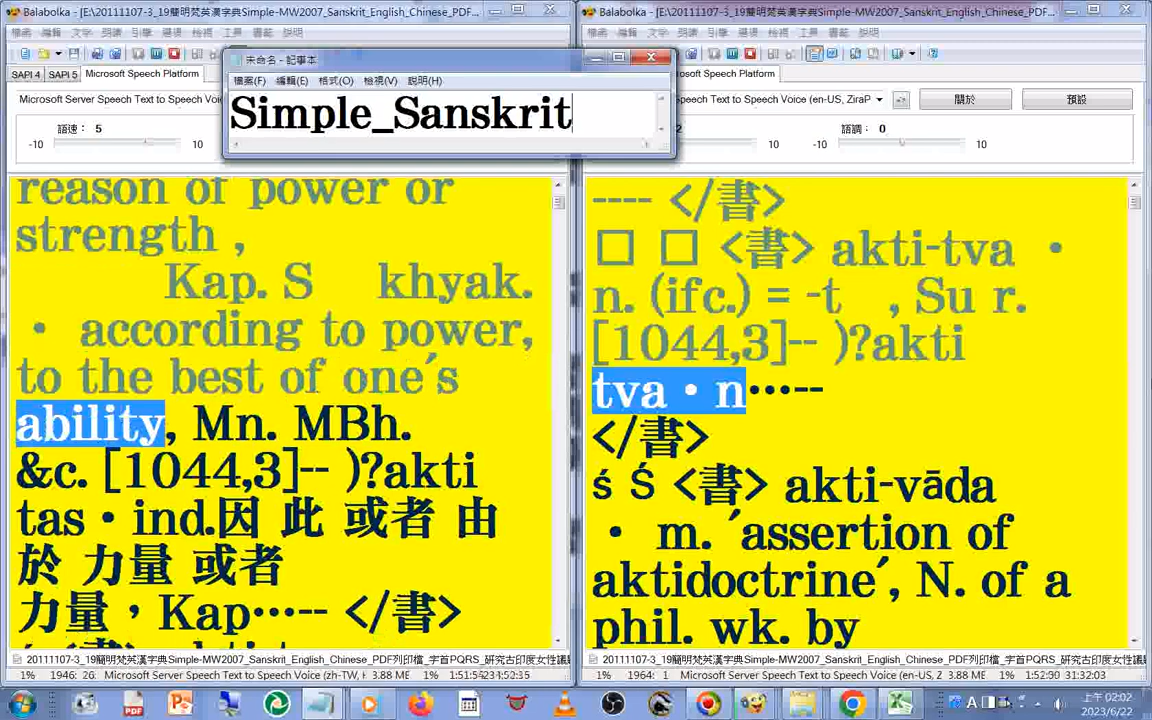 Balabolka - [E:\20111107-3_19簡明梵英漢字典Simple-MW2007_Sanskrit_English_Chinese_PDF...
Balabolka - [E:\20111107-3_19簡明梵英漢字典Simple-MW2007_Sanskrit_English_Chinese_PDF...
未命名 - 記事本
檔案(F) 編輯(E) 格式(O) 檢視(V) 說明(H)
Simple_Sanskrit
SAPI 4 SAPI 5 Microsoft Speech Platform
Speech Platform
Microsoft Server Speech Text to Speech Voi
Speech Text to Speech Voice (en-US, ZiraP
關於
預設
語速： 5
-10 10
2
10
語調： 0
-10 10
reason of power or
strength ,
Kap. S khyak.
• according to power,
to the best of one´s
ability, Mn. MBh.
&c. [1044,3]-- )?akti
tas•ind.因 此 或者 由
於 力量 或者
力量，Kap…-- </書>
---- </書>
□ □ <書> akti-tva •
n. (ifc.) = -t , Su r.
[1044,3]-- )?akti
tva•n…--
</書>
ś Ś <書> akti-vāda
• m. ´assertion of
aktidoctrine´, N. of a
phil. wk. by
20111107-3_19簡明梵英漢字典Simple-MW2007_Sanskrit_English_Chinese_PDF列印檔_字首PQRS_研究古印度女性議
20111107-3_19簡明梵英漢字典Simple-MW2007_Sanskrit_English_Chinese_PDF列印檔_字首PQRS_研究古印度女性議
1% 1946: 26 Microsoft Server Speech Text to Speech Voice (zh-TW, H 3.88 ME 1%
1% 1964: 1 Microsoft Server Speech Text to Speech Voice (en-US, Z 3.88 ME 1% 1:52:30 31:32:03
上午 02:02
2023/6/22